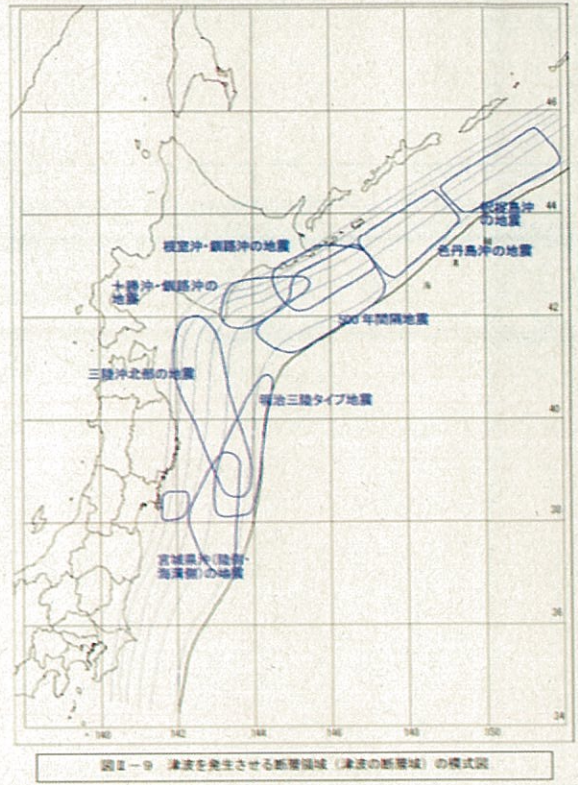 46
44
択捉島沖
の地震
色丹島沖の地震
根室沖・釧路沖の地震
十勝沖・釧路沖の
地震
42
500年間隔地震
三陸沖北部の地震
明治三陸タイプ地震
40
38
宮城県沖(陸側・
海溝側)の地震
36
140
142
144
146
148
150
34
図Ⅱ-9 津波を発生させる断層領域(津波の断層域)の模式図